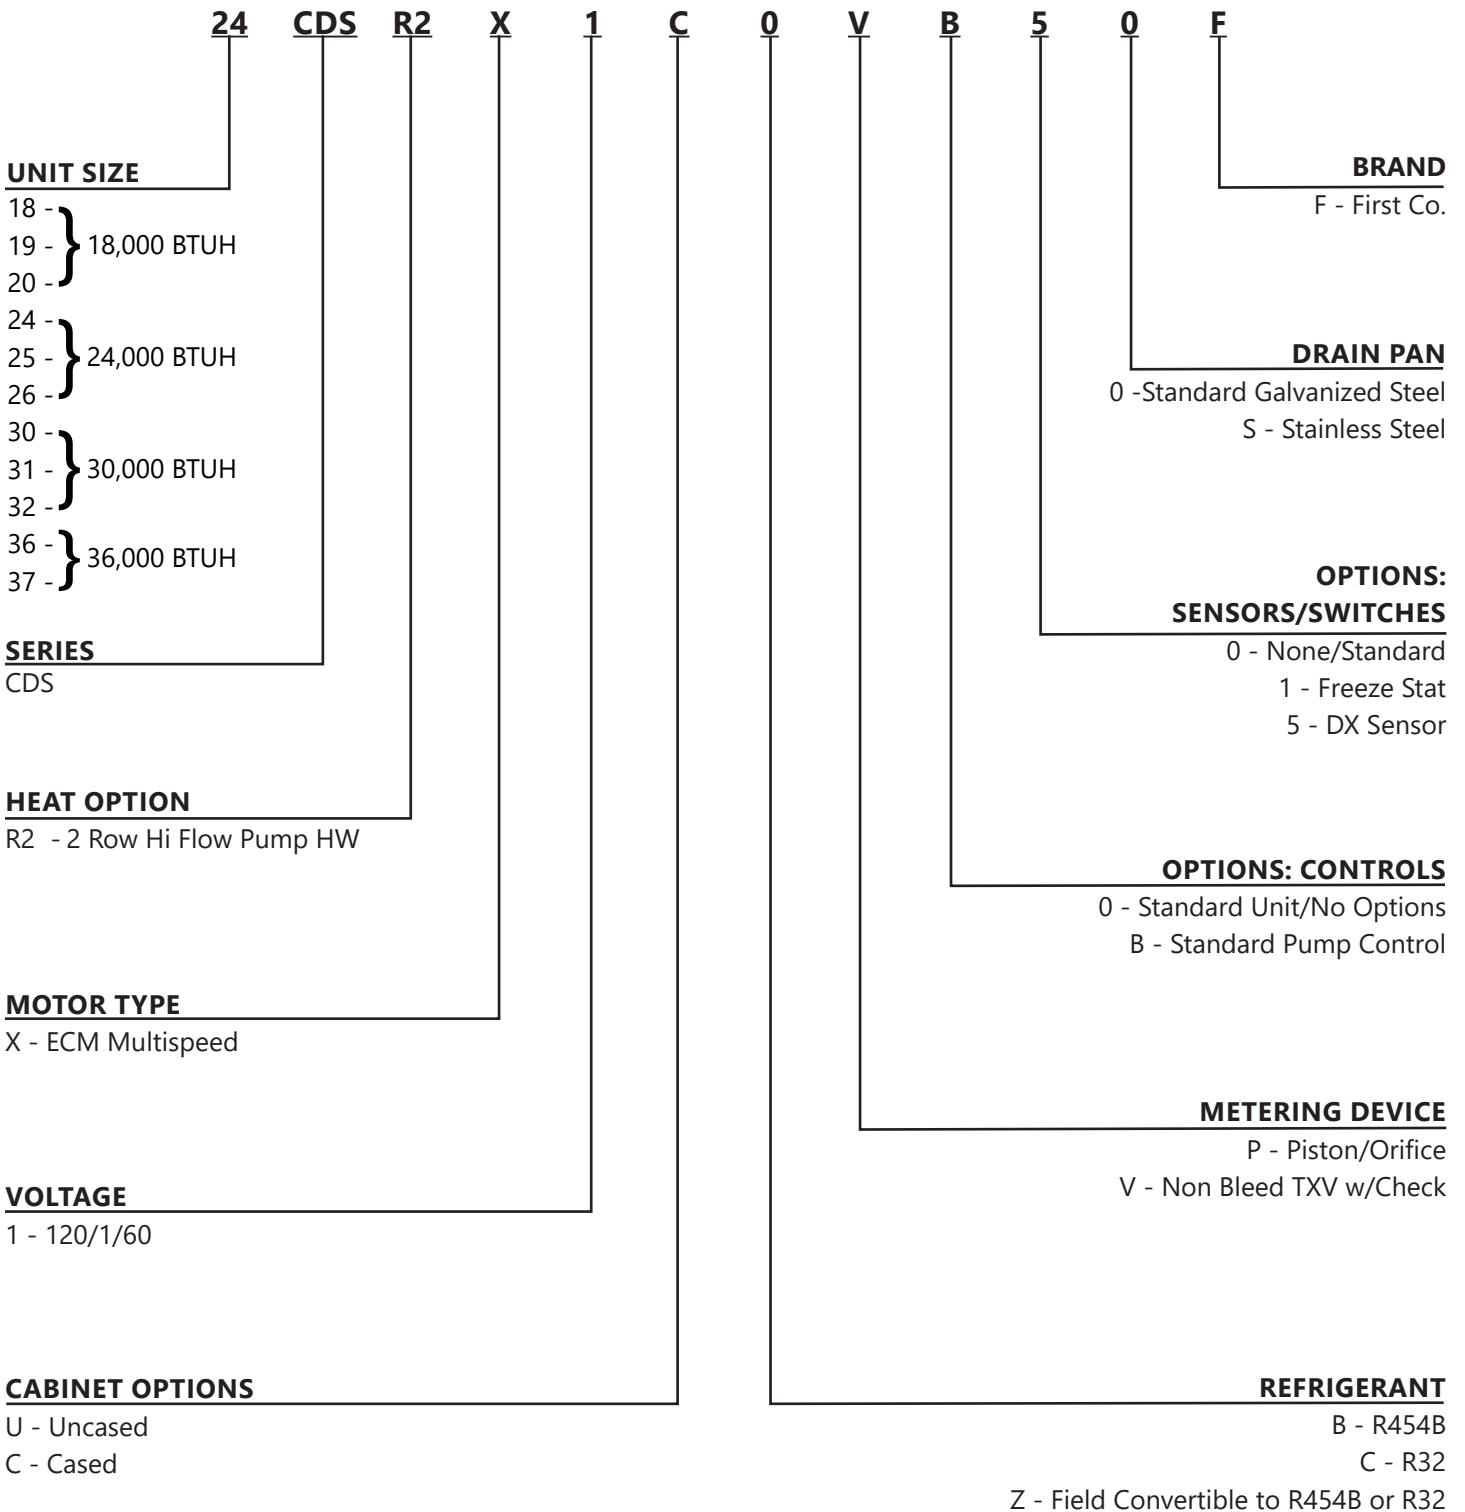 24 CDS R2 X 1 C 0 V B 5 0 F
UNIT SIZE
18 -
19 -
20 -
18,000 BTUH
24 -
25 -
26 -
24,000 BTUH
30 -
31 -
32 -
30,000 BTUH
36 -
37 -
36,000 BTUH
SERIES
CDS
HEAT OPTION
R2 - 2 Row Hi Flow Pump HW
MOTOR TYPE
X - ECM Multispeed
VOLTAGE
1 - 120/1/60
CABINET OPTIONS
U - Uncased
C - Cased
BRAND
F - First Co.
DRAIN PAN
0 -Standard Galvanized Steel
S - Stainless Steel
OPTIONS:
SENSORS/SWITCHES
0 - None/Standard
1 - Freeze Stat
5 - DX Sensor
OPTIONS: CONTROLS
0 - Standard Unit/No Options
B - Standard Pump Control
METERING DEVICE
P - Piston/Orifice
V - Non Bleed TXV w/Check
REFRIGERANT
B - R454B
C - R32
Z - Field Convertible to R454B or R32